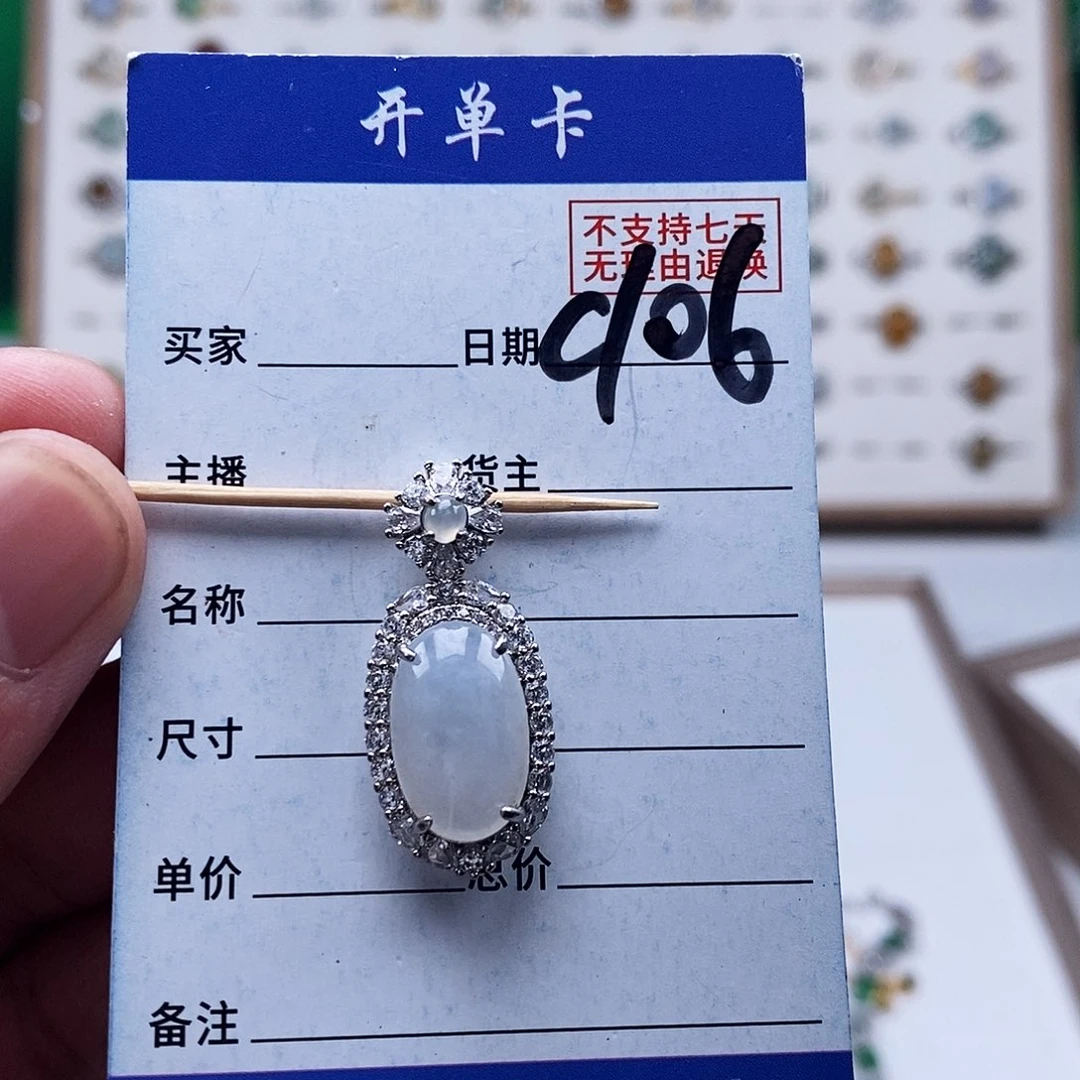 开单卡
不支持七天
无理由退换
买家 日期 906
主播 货主
名称
尺寸
单价 总价
备注